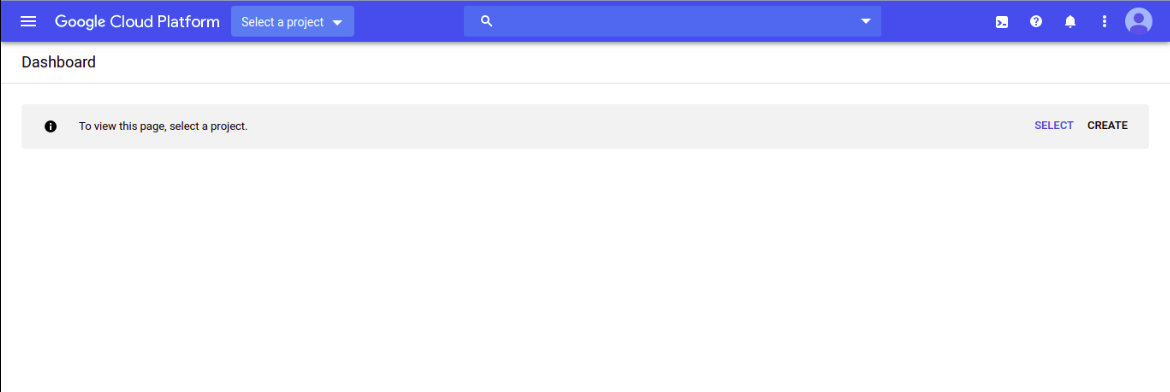 Google Cloud Platform Select a project
Dashboard
To view this page, select a project. SELECT CREATE